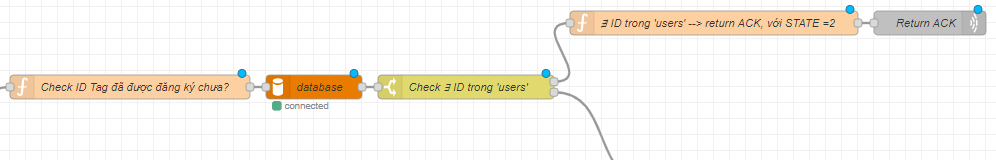 ∃ ID trong 'users' --> return ACK, với STATE =2
Return ACK
Check ID Tag đã được đăng ký chưa?
database
Check ∃ ID trong 'users'
connected